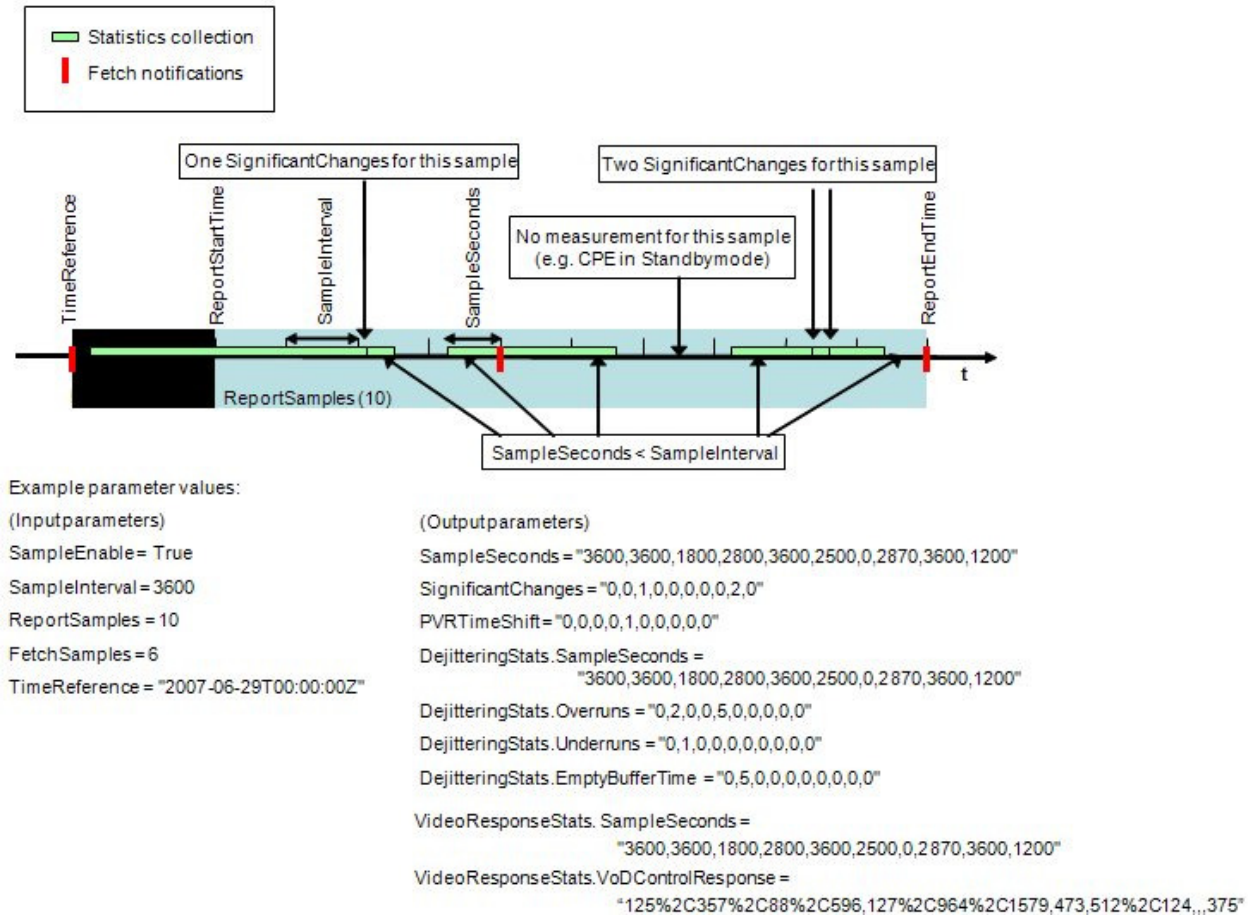 Statistics collection
Fetch notifications
One SignificantChanges for this sample
Two SignificantChanges for this sample
TimeReference
ReportStartTime
SampleInterval
SampleSeconds
No measurement for this sample
(e.g. CPE in Standbymode)
ReportEndTime
t
ReportSamples (10)
SampleSeconds < SampleInterval
Example parameter values:
(Inputparameters)
SampleEnable = True
SampleInterval = 3600
ReportSamples = 10
FetchSamples = 6
TimeReference = "2007-06-29T00:00:00Z"
(Outputparameters)
SampleSeconds = "3600,3600,1800,2800,3600,2500,0,2870,3600,1200"
SignificantChanges = "0,0,1,0,0,0,0,0,2,0"
PVRTimeShift = "0,0,0,0,1,0,0,0,0,0"
DejitteringStats.SampleSeconds =
"3600,3600,1800,2800,3600,2500,0,2870,3600,1200"
DejitteringStats.Overruns = "0,2,0,0,5,0,0,0,0,0"
DejitteringStats.Underruns = "0,1,0,0,0,0,0,0,0,0"
DejitteringStats.EmptyBufferTime = "0,5,0,0,0,0,0,0,0,0"
VideoResponseStats. SampleSeconds =
"3600,3600,1800,2800,3600,2500,0,2870,3600,1200"
VideoResponseStats.VoDControlResponse =
"125%2C357%2C88%2C596,127%2C964%2C1579,473,512%2C124,,,375"